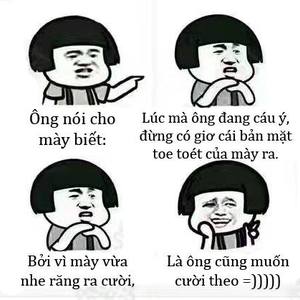 Ông nói cho
mày biết:
Lúc mà ông đang cáu ý,
đừng có giơ cái bản mặt
toe toét của mày ra.
Bởi vì mày vừa
nhe răng ra cười,
Là ông cũng muốn
cười theo =)))))